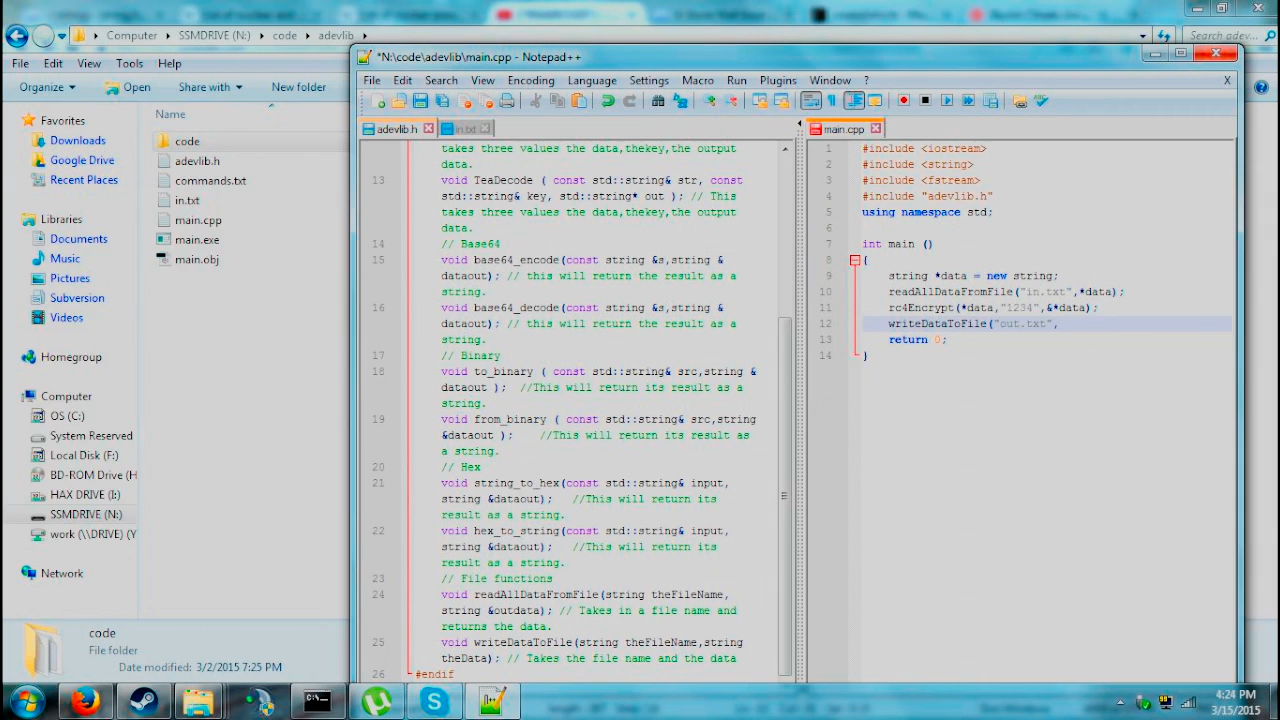 Computer SSMDRIVE (N:) code adevlib
Search adev...
File Edit View Tools Help
Organize Open Share with New folder
Favorites
Downloads
Google Drive
Recent Places
Libraries
Documents
Music
Pictures
Subversion
Videos
Homegroup
Computer
OS (C:)
System Reserved
Local Disk (F:)
BD-ROM Drive (H
HAX DRIVE (I:)
SSMDRIVE (N:)
work (\\DRIVE) (Y
Network
Name
code
adevlib.h
commands.txt
in.txt
main.cpp
main.exe
main.obj
code
File folder
Date modified: 3/2/2015 7:25 PM
*N:\code\adevlib\main.cpp - Notepad++
File Edit Search View Encoding Language Settings Macro Run Plugins Window ? X
adevlib.h in.txt
takes three values the data,thekey,the output
data.
13 void TeaDecode ( const std::string& str, const
std::string& key, std::string* out ); // This
takes three values the data,thekey,the output
data.
14 // Base64
15 void base64_encode(const string &s,string &
dataout); // this will return the result as a
string.
16 void base64_decode(const string &s,string &
dataout); // this will return the result as a
string.
17 // Binary
18 void to_binary ( const std::string& src,string &
dataout ); //This will return its result as a
string.
19 void from_binary ( const std::string& src,string
&dataout ); //This will return its result as
a string.
20 // Hex
21 void string_to_hex(const std::string& input,
string &dataout); //This will return its
result as a string.
22 void hex_to_string(const std::string& input,
string &dataout); //This will return its
result as a string.
23 // File functions
24 void readAllDataFromFile(string theFileName,
string &outdata); // Takes in a file name and
returns the data.
25 void writeDataToFile(string theFileName,string
theData); // Takes the file name and the data
26 #endif
main.cpp
1 #include <iostream>
2 #include <string>
3 #include <fstream>
4 #include "adevlib.h"
5 using namespace std;
6
7 int main ()
8 {
9 string *data = new string;
10 readAllDataFromFile("in.txt",*data);
11 rc4Encrypt(*data,"1234",&*data);
12 writeDataToFile("out.txt",
13 return 0;
14 }
4:24 PM
3/15/2015